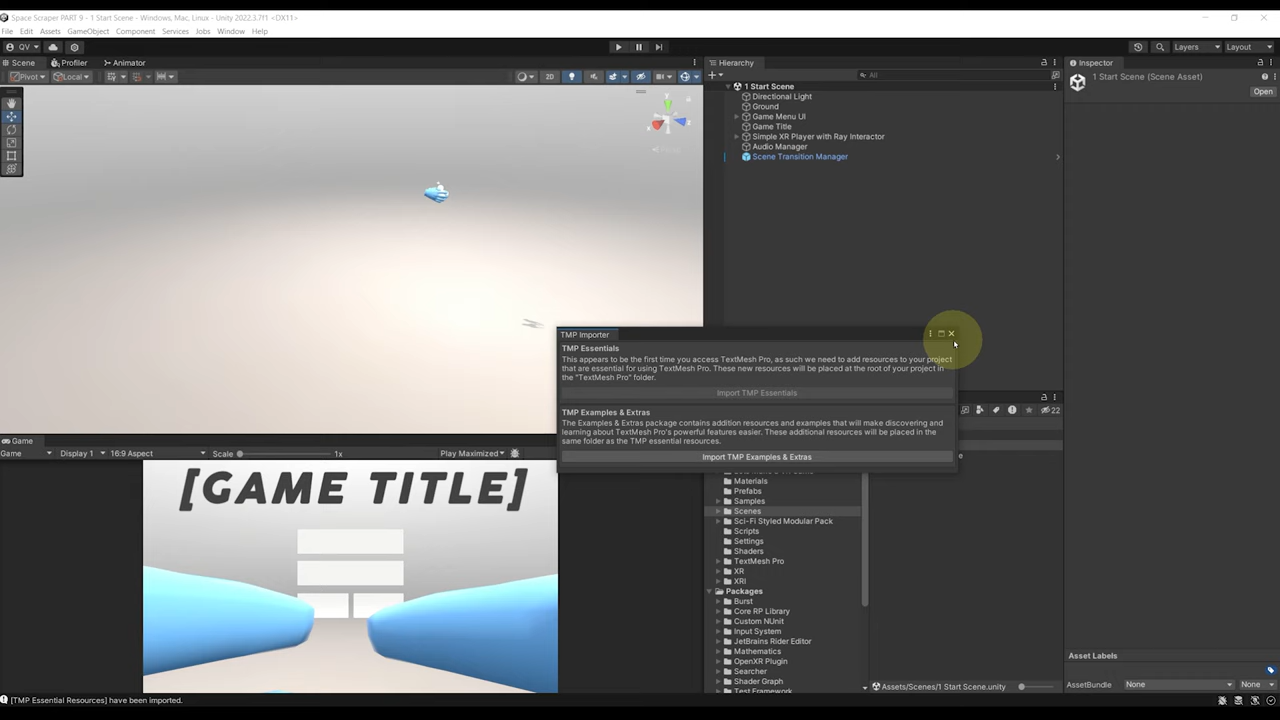 Space Scraper PART 9 - 1 Start Scene - Windows, Mac, Linux - Unity 2022.3.7f1 <DX11>
File Edit Assets GameObject Component Services Jobs Window Help
QV
Layers Layout
Scene Profiler Animator
Pivot Local
2D
Hierarchy
All
1 Start Scene
Directional Light
Ground
Game Menu UI
Game Title
Simple XR Player with Ray Interactor
Audio Manager
Scene Transition Manager
Inspector
1 Start Scene (Scene Asset)
Open
TMP Importer
TMP Essentials
This appears to be the first time you access TextMesh Pro, as such we need to add resources to your project
that are essential for using TextMesh Pro. These new resources will be placed at the root of your project in
the "TextMesh Pro" folder.
Import TMP Essentials
TMP Examples & Extras
The Examples & Extras package contains addition resources and examples that will make discovering and
learning about TextMesh Pro's powerful features easier. These additional resources will be placed in the
same folder as the TMP essential resources.
Import TMP Examples & Extras
22
Game
Game Display 1 16:9 Aspect Scale 1x Play Maximized
[GAME TITLE]
Materials
Prefabs
Samples
Scenes
Sci-Fi Styled Modular Pack
Scripts
Settings
Shaders
TextMesh Pro
XR
XRI
Packages
Burst
Core RP Library
Custom NUnit
Input System
JetBrains Rider Editor
Mathematics
OpenXR Plugin
Searcher
Shader Graph
Test Framework
Assets/Scenes/1 Start Scene.unity
Asset Labels
AssetBundle None None
[TMP Essential Resources] have been imported.